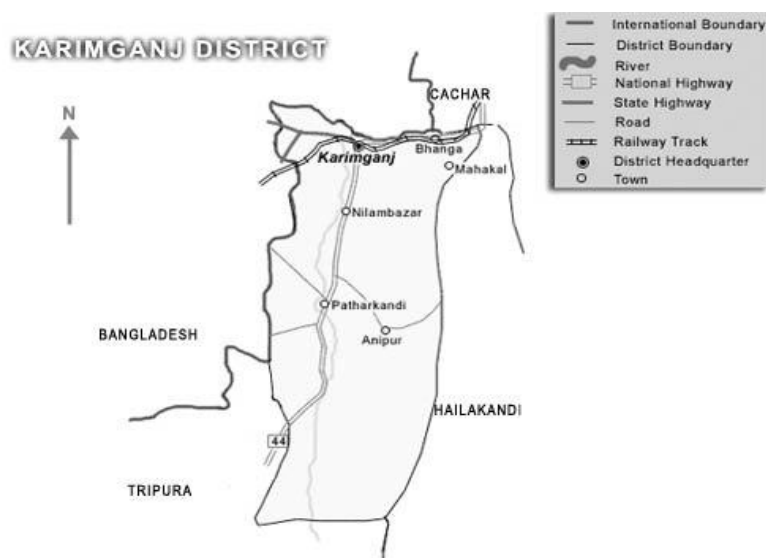 KARIMGANJ DISTRICT
N
International Boundary
District Boundary
River
National Highway
State Highway
Road
Railway Track
District Headquarter
Town
CACHAR
Bhanga
Karimganj
Mahakal
Nilambazar
Patharkandi
BANGLADESH
Anipur
HAILAKANDI
44
TRIPURA